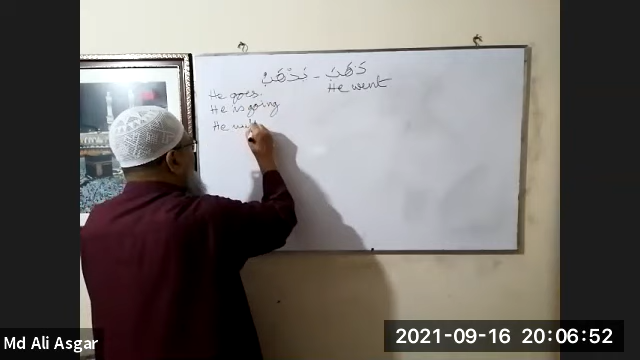 ذَهَبَ - يَذْهَبُ
He went
He goes.
He is going
He will
Md Ali Asgar
2021-09-16 20:06:52